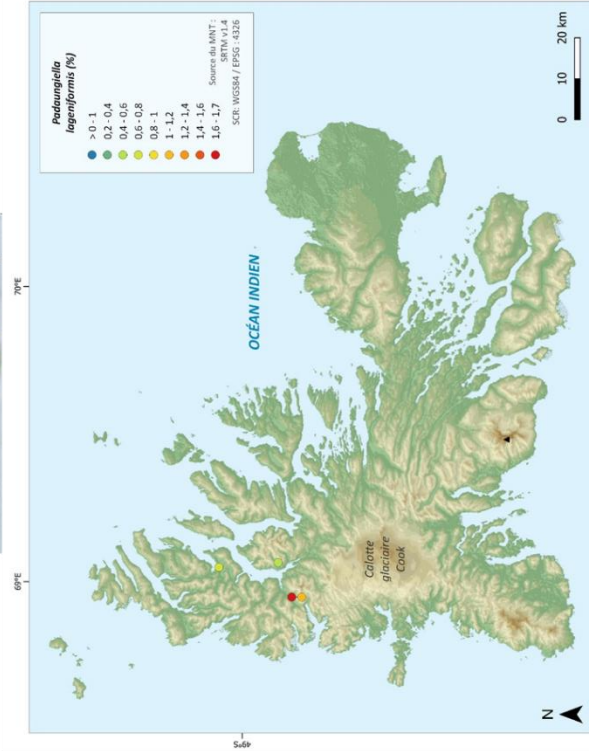 Padaungiella
lageniformis (%)
> 0 - 1
0,2 - 0,4
0,4 - 0,6
0,6 - 0,8
0,8 - 1
1 - 1,2
1,2 - 1,4
1,4 - 1,6
1,6 - 1,7
Source du MNT :
SRTM v1.4
SCR: WGS84 / EPSG : 4326
70°E
OCÉAN INDIEN
69°E
Calotte
glaciaire
Cook
49°S
N
0 10 20 km